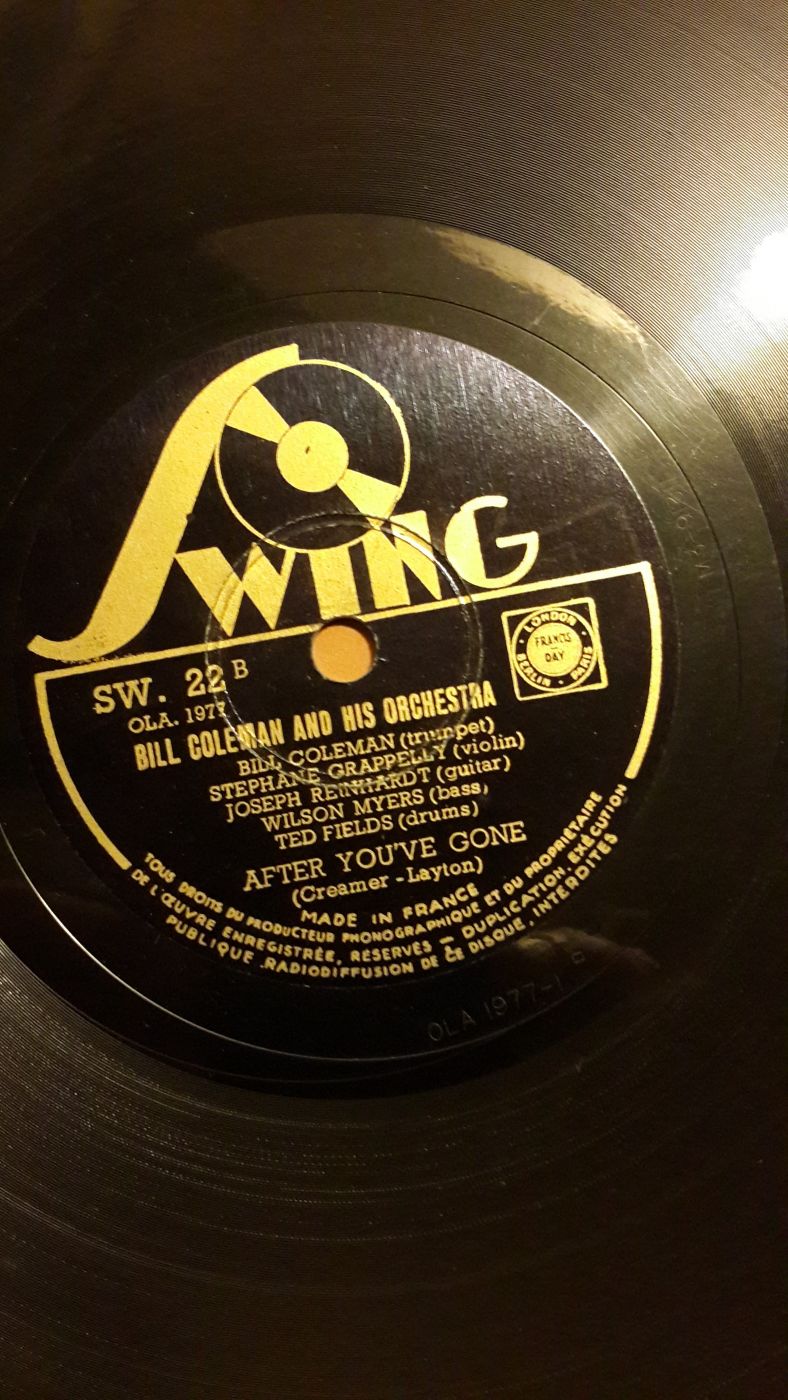 SWING
SW. 22 B
OLA. 1977
LONDON
FRANCIS-DAY
BERLIN - PARIS
BILL COLEMAN AND HIS ORCHESTRA
BILL COLEMAN (trumpet)
STEPHANE GRAPPELLY (violin)
JOSEPH REINHARDT (guitar)
WILSON MYERS (bass)
TED FIELDS (drums)
AFTER YOU'VE GONE
(Creamer - Layton)
MADE IN FRANCE
TOUS DROITS DU PRODUCTEUR PHONOGRAPHIQUE ET DU PROPRIÉTAIRE
DE L'ŒUVRE ENREGISTRÉE, RÉSERVÉS — DUPLICATION, EXÉCUTION
PUBLIQUE, RADIODIFFUSION DE CE DISQUE, INTERDITES
OLA 1977-1